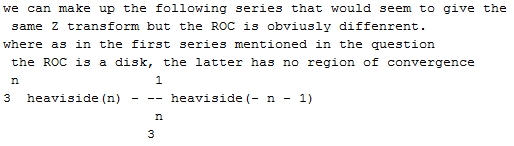 we can make up the following series that would seem to give the
same Z transform but the ROC is obviusly diffenrent.
where as in the first series mentioned in the question
the ROC is a disk, the latter has no region of convergence
n                  1
3  heaviside(n) - -- heaviside(- n - 1)
n
3